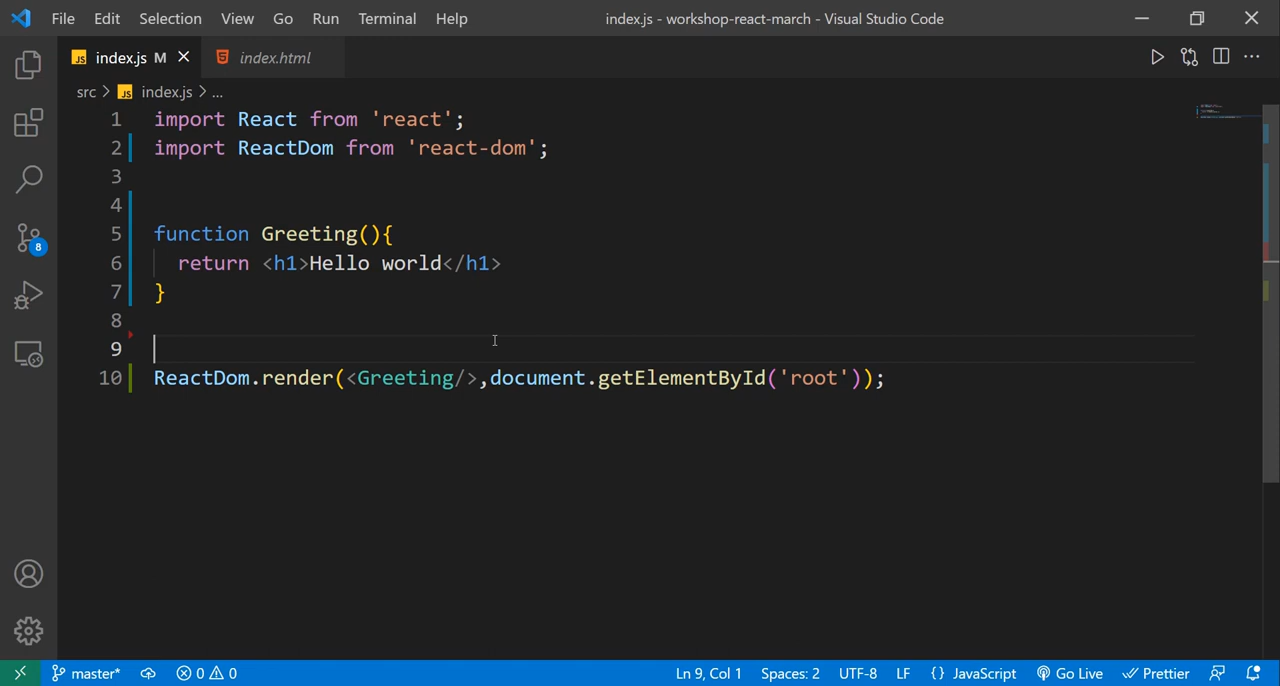 File Edit Selection View Go Run Terminal Help index.js - workshop-react-march - Visual Studio Code
JS index.js M index.html
src > JS index.js > ...
1 import React from 'react';
2 import ReactDom from 'react-dom';
3
4
5 function Greeting(){
6 return <h1>Hello world</h1>
7 }
8
9
10 ReactDom.render(<Greeting/>,document.getElementById('root'));
8
master* 0 0 Ln 9, Col 1 Spaces: 2 UTF-8 LF {} JavaScript Go Live Prettier